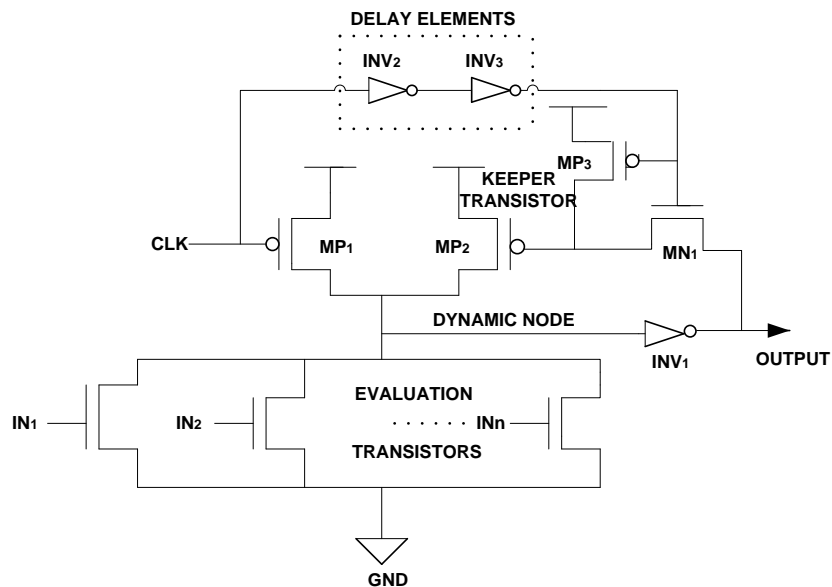 DELAY ELEMENTS
INV2
INV3
MP3
KEEPER
TRANSISTOR
CLK
MP1
MP2
MN1
DYNAMIC NODE
INV1
OUTPUT
EVALUATION
IN1
IN2
INn
TRANSISTORS
GND